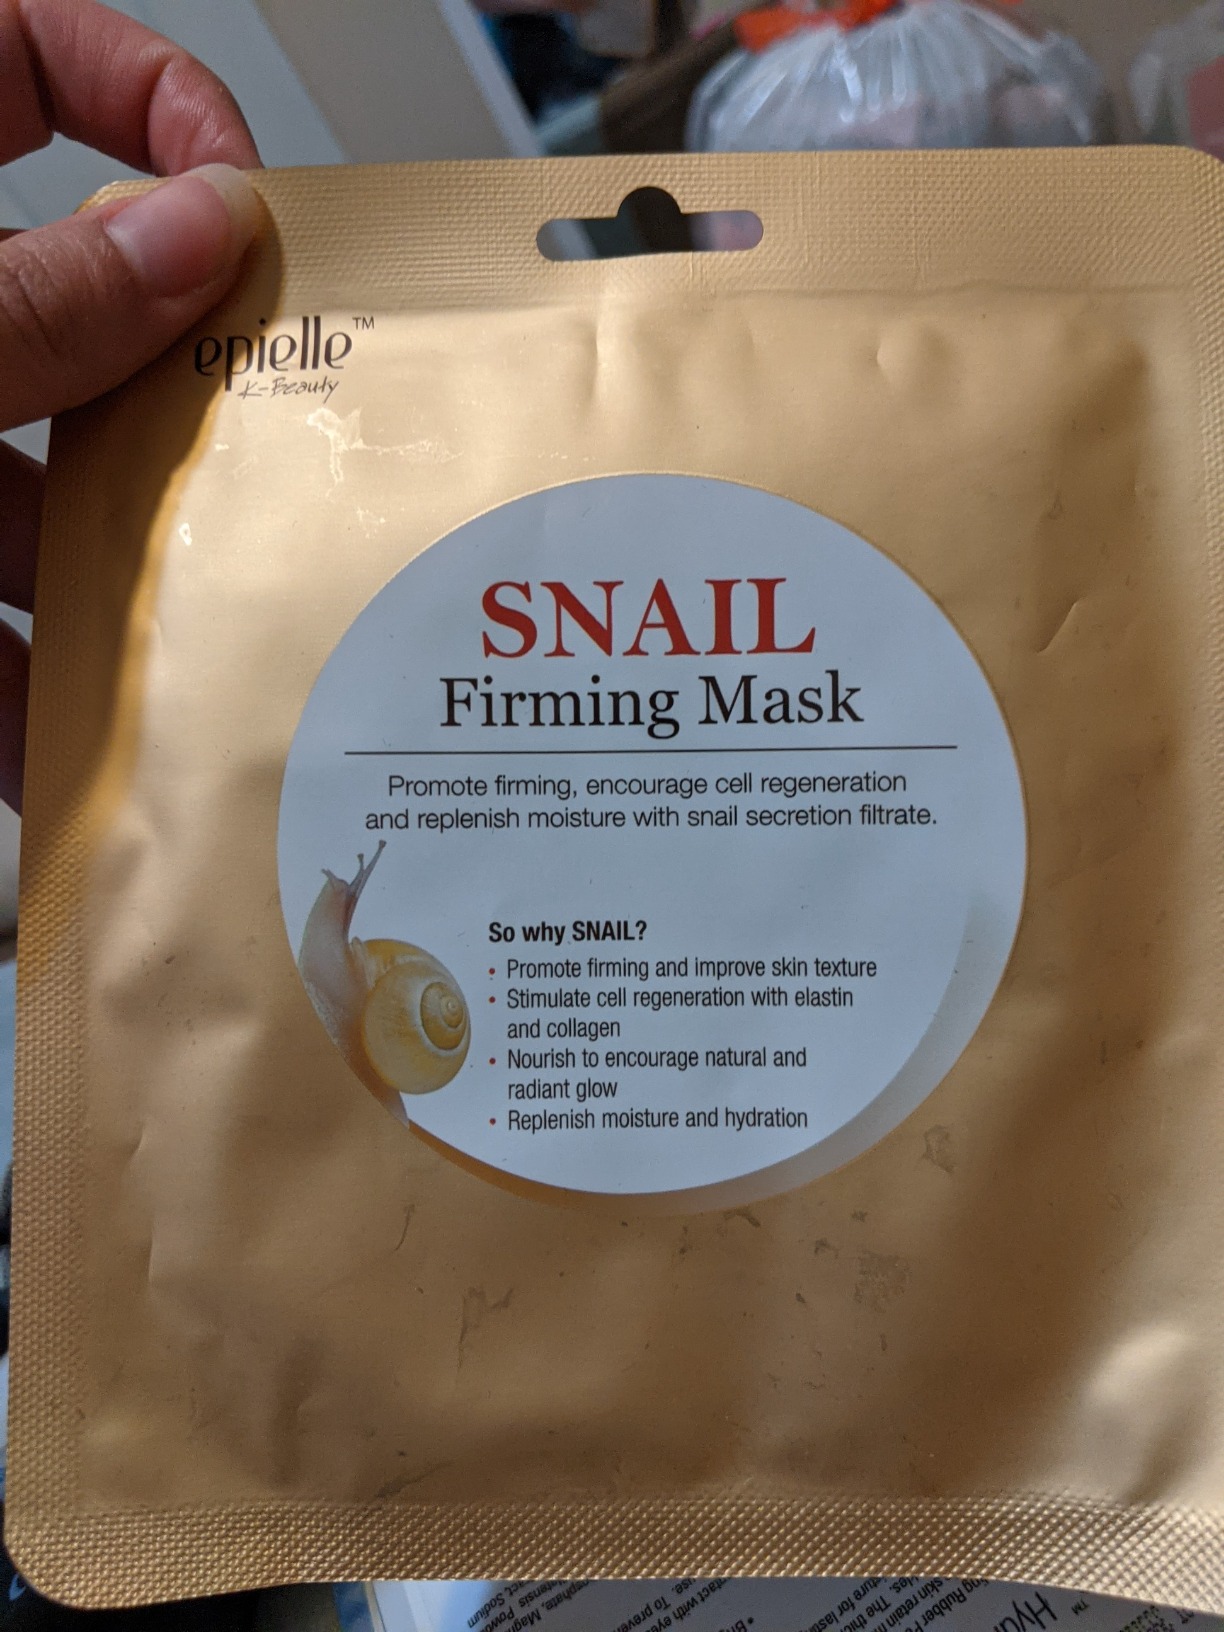 epielle™
K-Beauty
SNAIL
Firming Mask
Promote firming, encourage cell regeneration
and replenish moisture with snail secretion filtrate.
So why SNAIL?
• Promote firming and improve skin texture
• Stimulate cell regeneration with elastin
and collagen
• Nourish to encourage natural and
radiant glow
• Replenish moisture and hydration